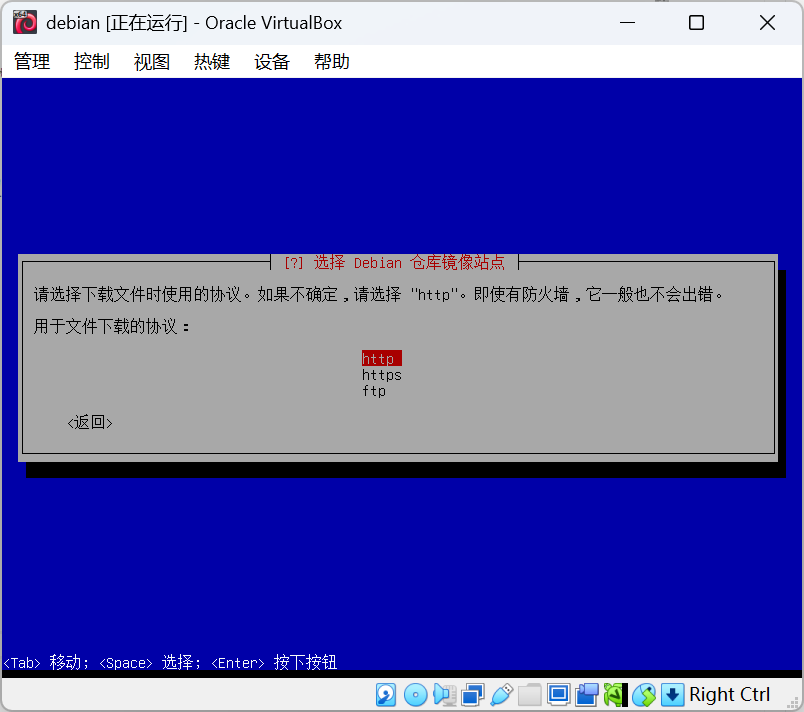 debian [正在运行] - Oracle VirtualBox
管理 控制 视图 热键 设备 帮助
[?] 选择 Debian 仓库镜像站点
请选择下载文件时使用的协议。如果不确定，请选择 "http"。即使有防火墙，它一般也不会出错。
用于文件下载的协议：
http
https
ftp
<返回>
<Tab> 移动; <Space> 选择; <Enter> 按下按钮
Right Ctrl